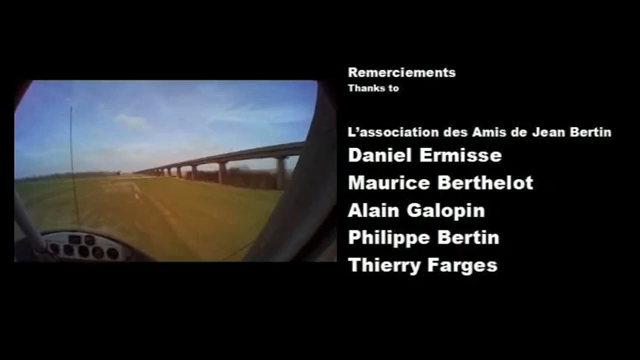 Remerciements
Thanks to
L'association des Amis de Jean Bertin
Daniel Ermisse
Maurice Berthelot
Alain Galopin
Philippe Bertin
Thierry Farges